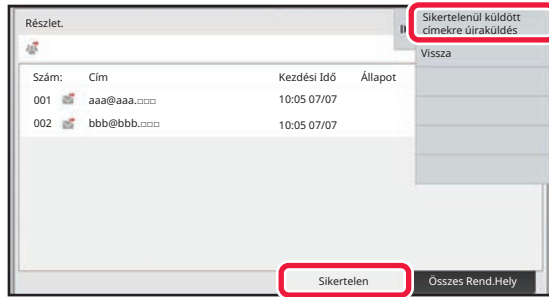 Részlet.
Sikertelenül küldött
címekre újraküldés
Vissza
Szám: Cím Kezdési Idő Állapot
001 aaa@aaa.□□□ 10:05 07/07
002 bbb@bbb.□□□ 10:05 07/07
Sikertelen Összes Rend.Hely